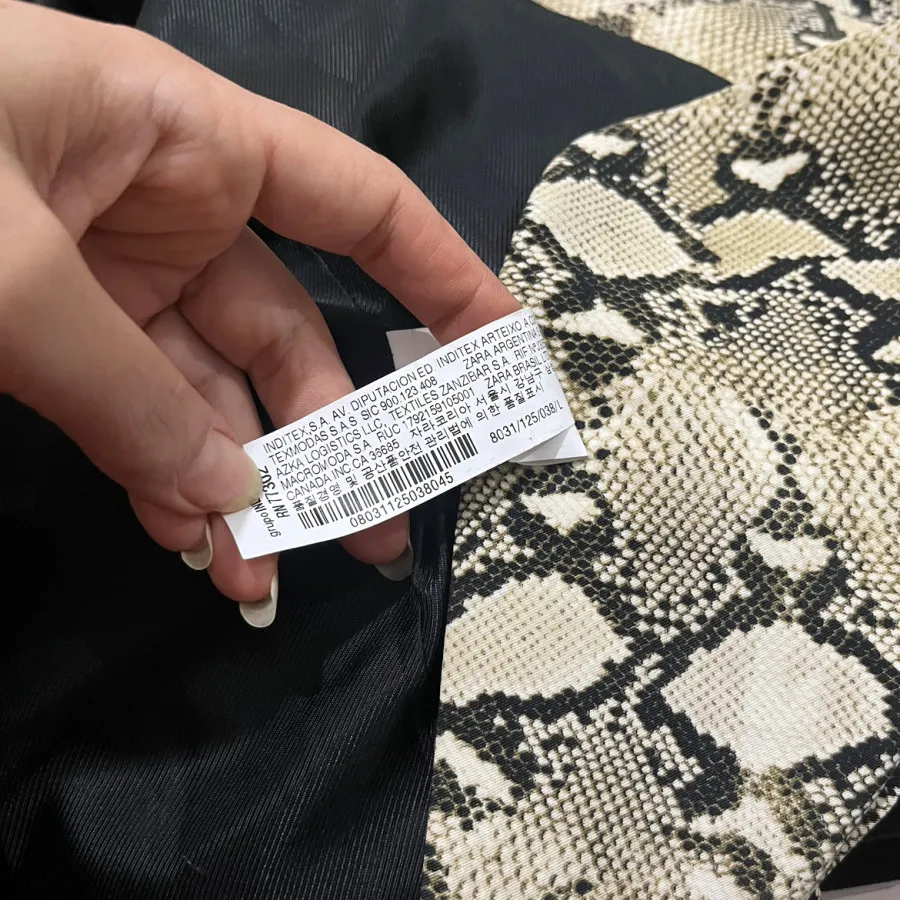 INDITEX,S.A. AV. DIPUTACION ED. INDITEX ARTEIXO A
TEXMODAS S.A.S SIC 900 123 408 ZARA ARGENTINA
AZKA LOGISTICS LLC, TEXTILES ZANZIBAR S.A. RIF
MACROMODA S.A. RUC 1792159105001 ZARA BRASIL
CANADA INC.CA 33685 자라코리아 서울시 강남구
품질경영 및 공산품안전 관리법에 의한 품질표시
08031125038045
8031/125/038/L
grupo